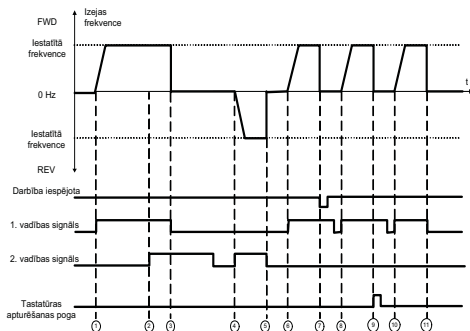 FWD
Izejas
frekvence
Iestatītā
frekvence
0 Hz
t
Iestatītā
frekvence
REV
Darbība iespējota
1. vadības signāls
2. vadības signāls
Tastatūras
apturēšanas poga
1 2 3 4 5 6 7 8 9 10 11